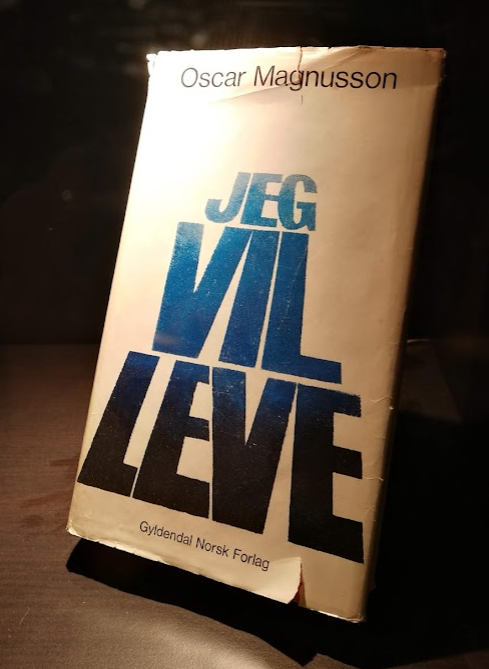 Oscar Magnusson
JEG
VIL
LEVE
Gyldendal Norsk Forlag